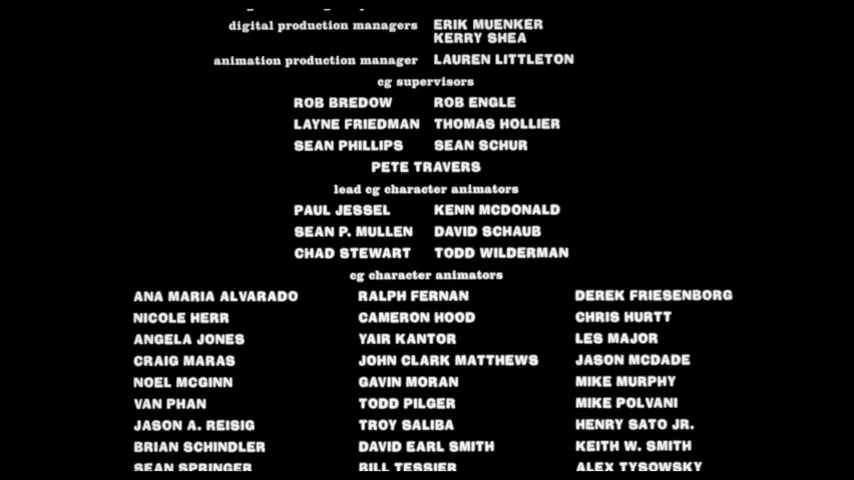 digital production managers ERIK MUENKER
KERRY SHEA
animation production manager LAUREN LITTLETON
cg supervisors
ROB BREDOW ROB ENGLE
LAYNE FRIEDMAN THOMAS HOLLIER
SEAN PHILLIPS SEAN SCHUR
PETE TRAVERS
lead cg character animators
PAUL JESSEL KENN MCDONALD
SEAN P. MULLEN DAVID SCHAUB
CHAD STEWART TODD WILDERMAN
cg character animators
ANA MARIA ALVARADO RALPH FERNAN DEREK FRIESENBORG
NICOLE HERR CAMERON HOOD CHRIS HURTT
ANGELA JONES YAIR KANTOR LES MAJOR
CRAIG MARAS JOHN CLARK MATTHEWS JASON MCDADE
NOEL MCGINN GAVIN MORAN MIKE MURPHY
VAN PHAN TODD PILGER MIKE POLVANI
JASON A. REISIG TROY SALIBA HENRY SATO JR.
BRIAN SCHINDLER DAVID EARL SMITH KEITH W. SMITH
SEAN SPRINGER BILL TESSIER ALEX TYSOWSKY